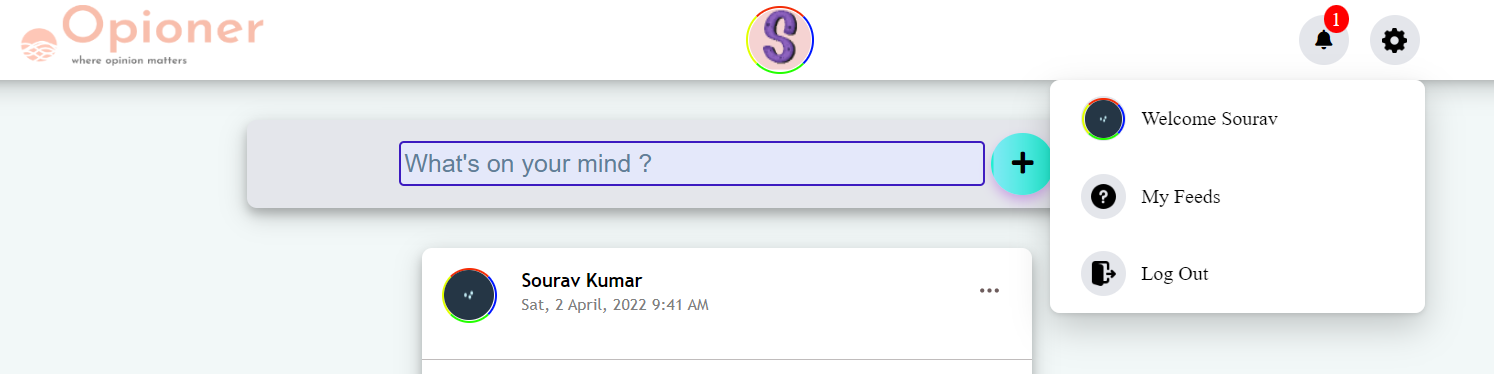 Opioner
where opinion matters
S
1
Welcome Sourav
What's on your mind ?
My Feeds
Sourav Kumar
Sat, 2 April, 2022 9:41 AM
Log Out